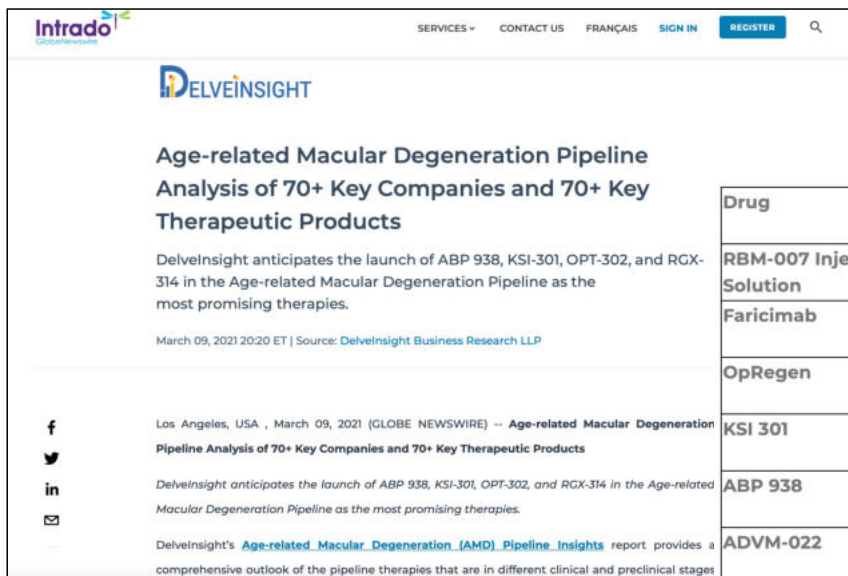 Intrado
GlobeNewswire
SERVICES CONTACT US FRANÇAIS SIGN IN REGISTER
DELVEINSIGHT
Age-related Macular Degeneration Pipeline
Analysis of 70+ Key Companies and 70+ Key
Therapeutic Products
DelveInsight anticipates the launch of ABP 938, KSI-301, OPT-302, and RGX-
314 in the Age-related Macular Degeneration Pipeline as the
most promising therapies.
March 09, 2021 20:20 ET | Source: DelveInsight Business Research LLP
Los Angeles, USA , March 09, 2021 (GLOBE NEWSWIRE) -- Age-related Macular Degeneration
Pipeline Analysis of 70+ Key Companies and 70+ Key Therapeutic Products
DelveInsight anticipates the launch of ABP 938, KSI-301, OPT-302, and RGX-314 in the Age-related
Macular Degeneration Pipeline as the most promising therapies.
DelveInsight's Age-related Macular Degeneration (AMD) Pipeline Insights report provides a
comprehensive outlook of the pipeline therapies that are in different clinical and preclinical stages
Drug
RBM-007 Inje
Solution
Faricimab
OpRegen
KSI 301
ABP 938
ADVM-022